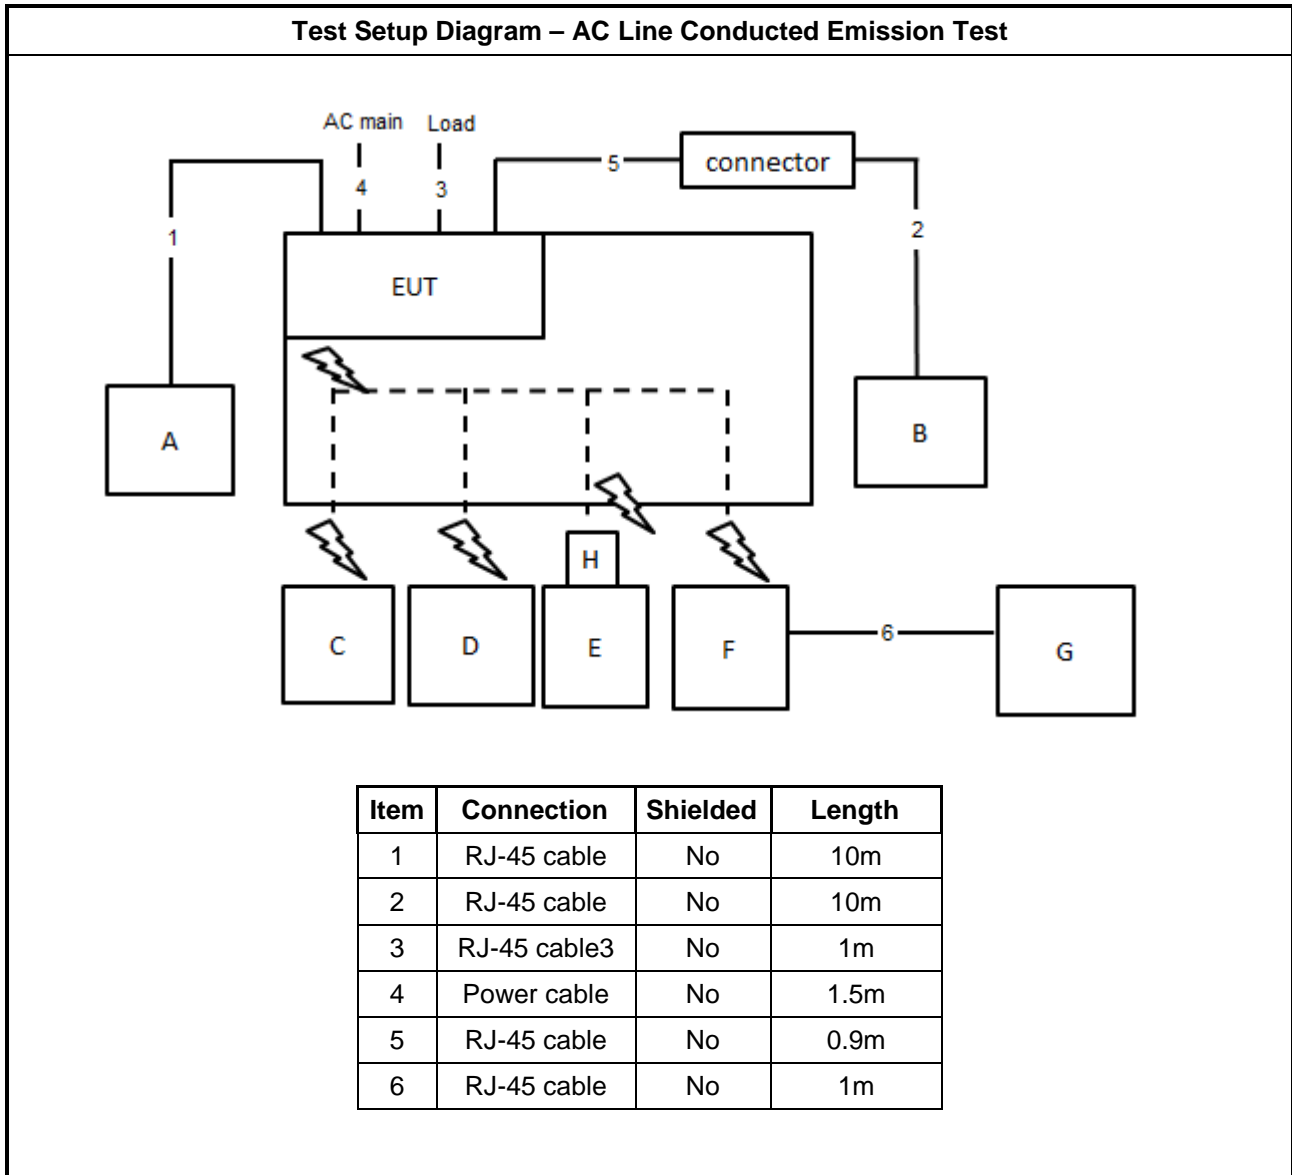 Test Setup Diagram – AC Line Conducted Emission Test
AC main Load
5 connector
4 3
1 2
EUT
A B
H
C D E F 6 G
Item Connection Shielded Length
1 RJ-45 cable No 10m
2 RJ-45 cable No 10m
3 RJ-45 cable3 No 1m
4 Power cable No 1.5m
5 RJ-45 cable No 0.9m
6 RJ-45 cable No 1m